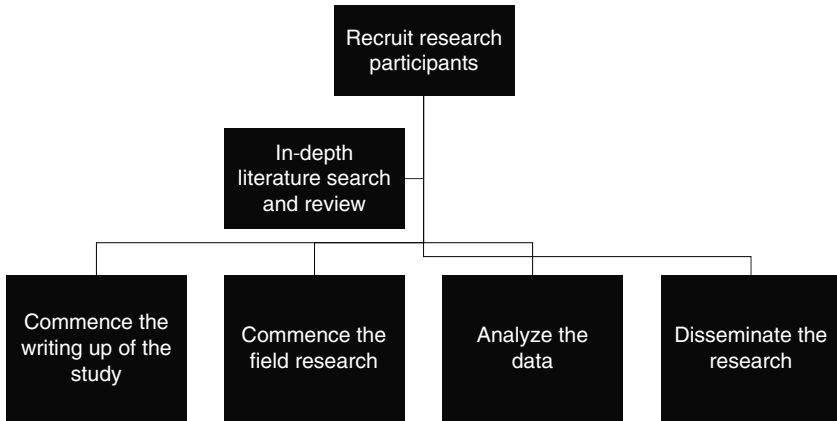 Recruit research
participants
In-depth
literature search
and review
Commence the
writing up of the
study
Commence the
field research
Analyze the
data
Disseminate the
research